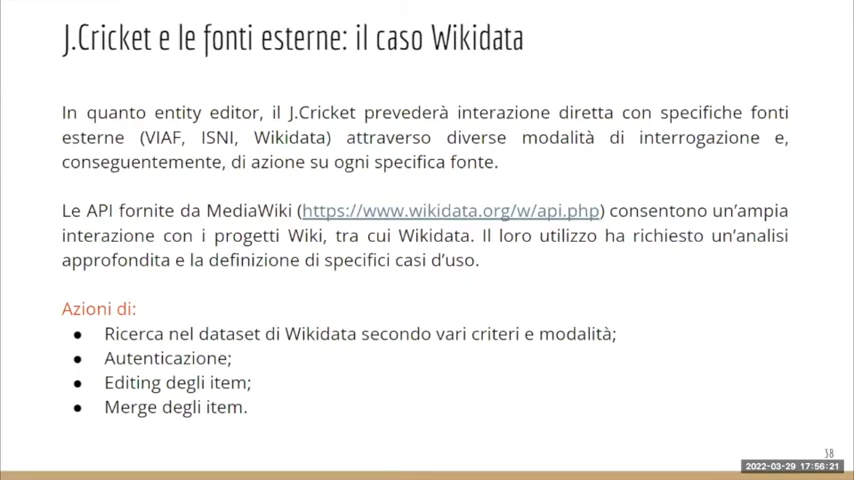 J.Cricket e le fonti esterne: il caso Wikidata
In quanto entity editor, il J.Cricket prevederà interazione diretta con specifiche fonti
esterne (VIAF, ISNI, Wikidata) attraverso diverse modalità di interrogazione e,
conseguentemente, di azione su ogni specifica fonte.
Le API fornite da MediaWiki (https://www.wikidata.org/w/api.php) consentono un’ampia
interazione con i progetti Wiki, tra cui Wikidata. Il loro utilizzo ha richiesto un’analisi
approfondita e la definizione di specifici casi d’uso.
Azioni di:
● Ricerca nel dataset di Wikidata secondo vari criteri e modalità;
● Autenticazione;
● Editing degli item;
● Merge degli item.
38
2022-03-29 17:56:21